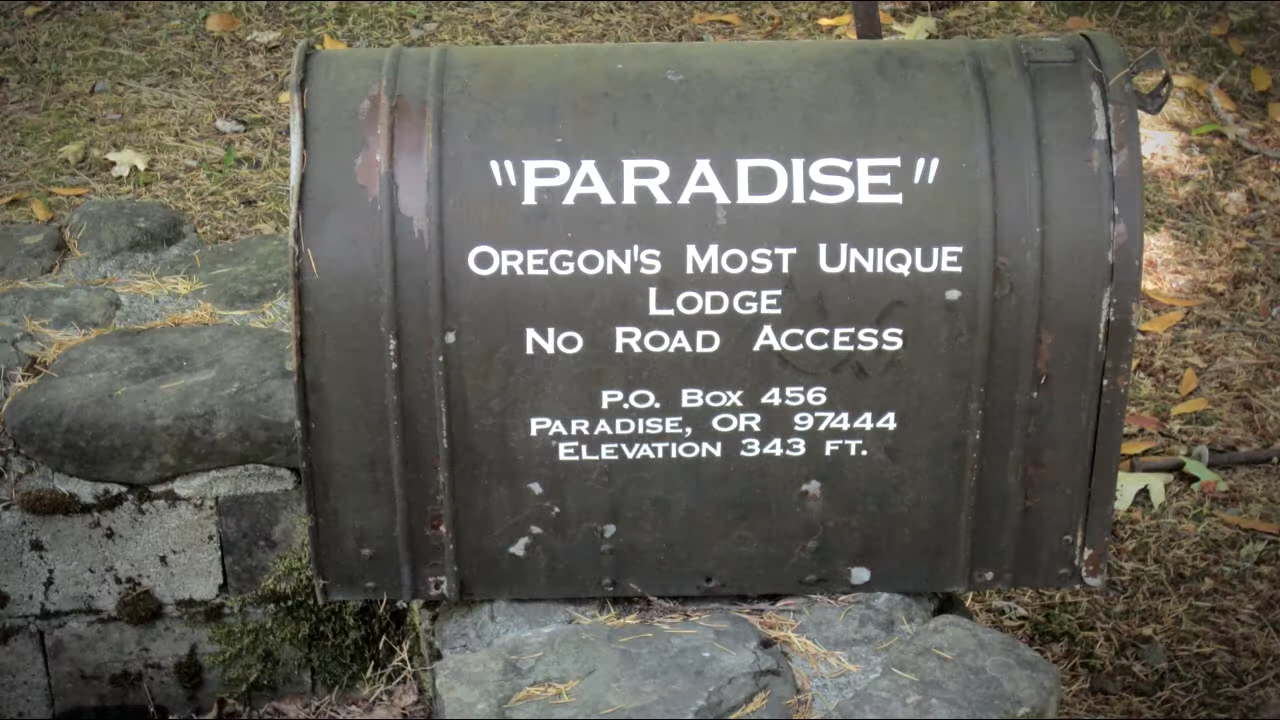 "PARADISE"
OREGON'S MOST UNIQUE
LODGE
NO ROAD ACCESS
P.O. BOX 456
PARADISE, OR 97444
ELEVATION 343 FT.